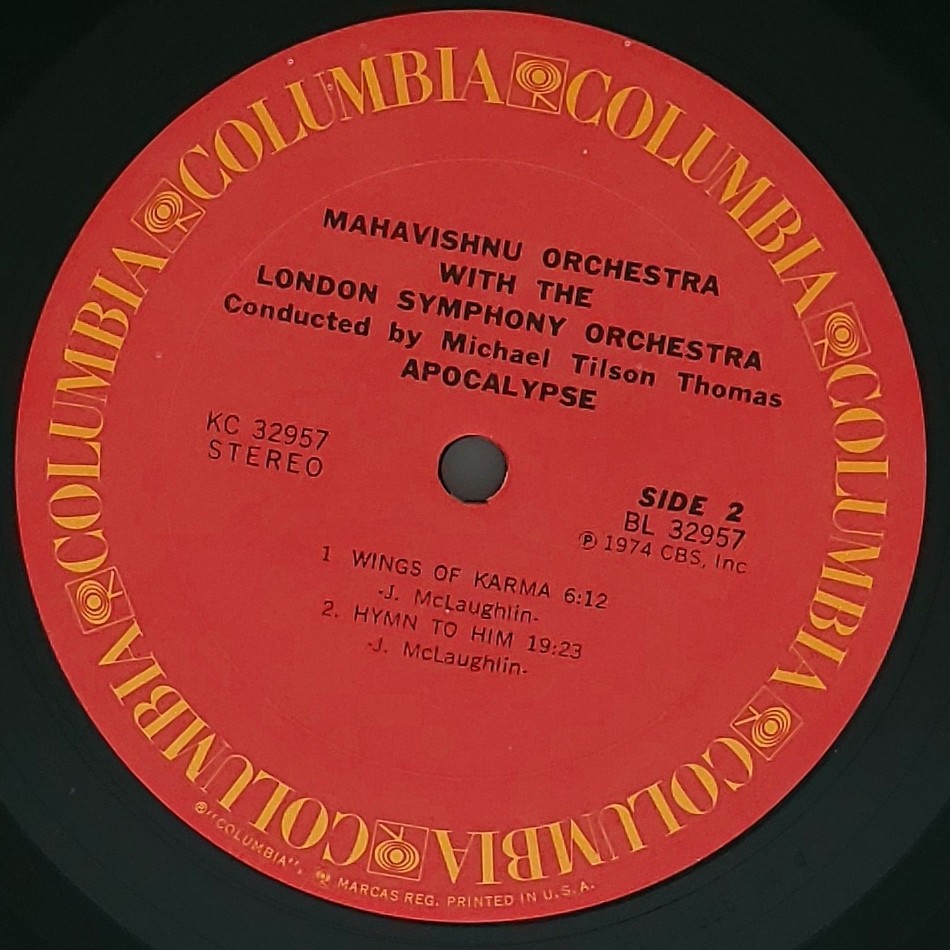 COLUMBIA COLUMBIA COLUMBIA COLUMBIA COLUMBIA COLUMBIA
MAHAVISHNU ORCHESTRA
WITH THE
LONDON SYMPHONY ORCHESTRA
Conducted by Michael Tilson Thomas
APOCALYPSE
KC 32957
STEREO
SIDE 2
BL 32957
Ⓟ 1974 CBS, Inc
1 WINGS OF KARMA 6:12
-J. McLaughlin-
2. HYMN TO HIM 19:23
-J. McLaughlin-
®"COLUMBIA", MARCAS REG. PRINTED IN U.S.A.